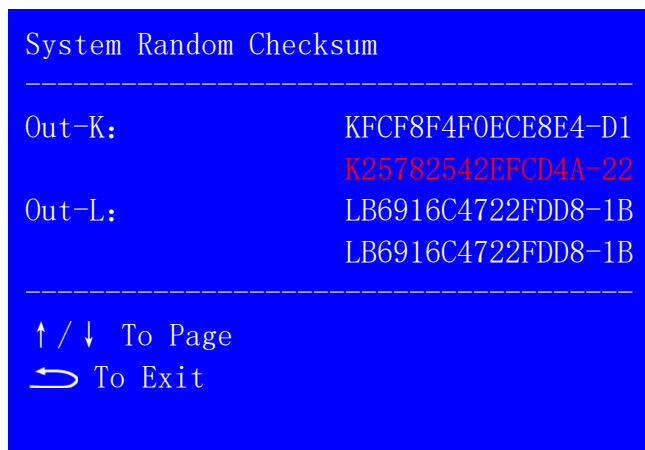 System Random Checksum
--------------------------------------
Out-K: KFCF8F4F0ECE8E4-D1
K25782542EFCD4A-22
Out-L: LB6916C4722FDD8-1B
LB6916C4722FDD8-1B
--------------------------------------
↑/↓ To Page
To Exit